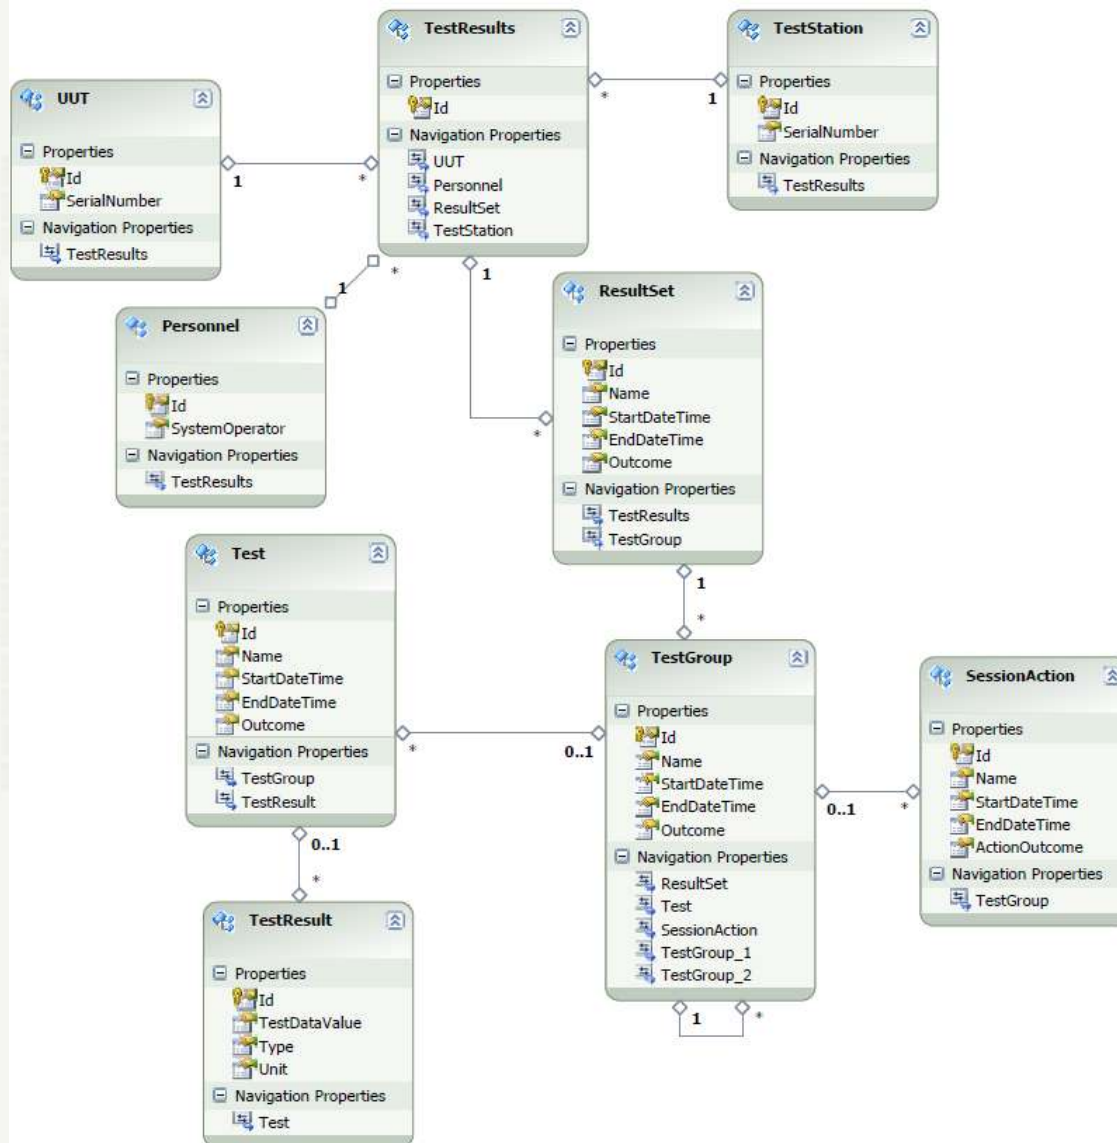 TestResults
Properties
Id
Navigation Properties
UUT
Personnel
ResultSet
TestStation
TestStation
Properties
Id
SerialNumber
Navigation Properties
TestResults
* 1
UUT
Properties
Id
SerialNumber
Navigation Properties
TestResults
1 *
1 *
Personnel
Properties
Id
SystemOperator
Navigation Properties
TestResults
1
*
ResultSet
Properties
Id
Name
StartDateTime
EndDateTime
Outcome
Navigation Properties
TestResults
TestGroup
1
*
Test
Properties
Id
Name
StartDateTime
EndDateTime
Outcome
Navigation Properties
TestGroup
TestResult
* 0..1
TestGroup
Properties
Id
Name
StartDateTime
EndDateTime
Outcome
Navigation Properties
ResultSet
Test
SessionAction
TestGroup_1
TestGroup_2
1 *
0..1 *
SessionAction
Properties
Id
Name
StartDateTime
EndDateTime
ActionOutcome
Navigation Properties
TestGroup
0..1
*
TestResult
Properties
Id
TestDataValue
Type
Unit
Navigation Properties
Test